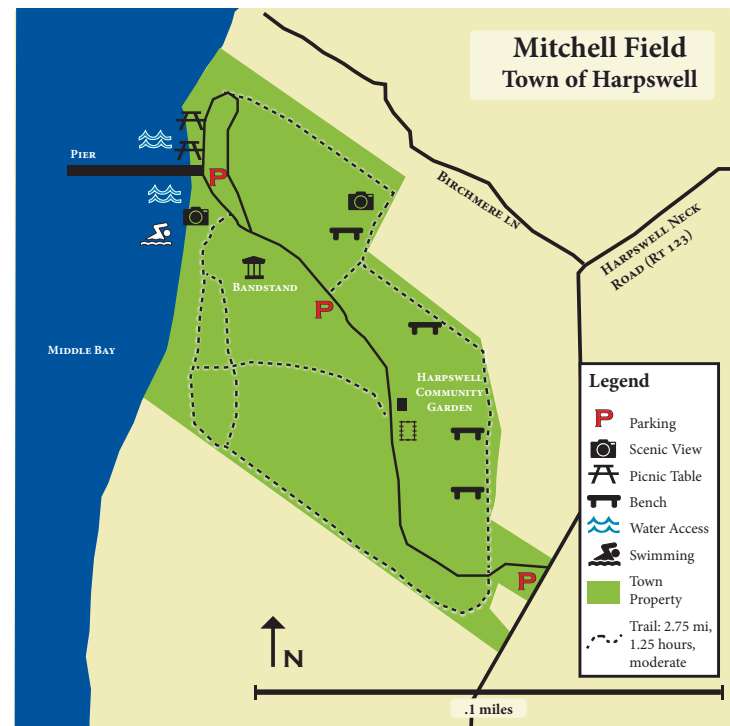 Mitchell Field
Town of Harpswell
Pier
P
Birchmere Ln
Harpswell Neck
Road (Rt 123)
Bandstand
P
Middle Bay
Harpswell
Community
Garden
Legend
P Parking
Scenic View
Picnic Table
Bench
Water Access
Swimming
Town
Property
Trail: 2.75 mi,
1.25 hours,
moderate
P
N
.1 miles